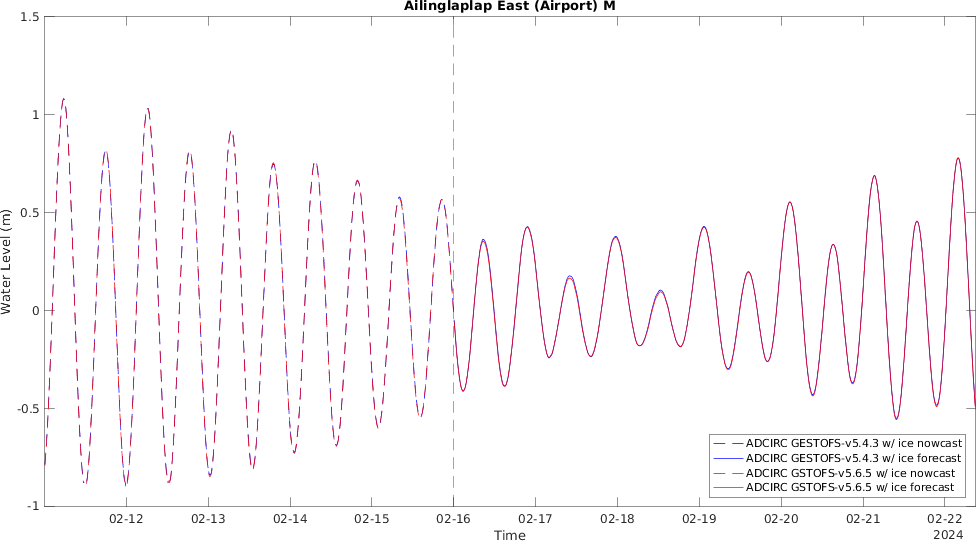 Ailinglaplap East (Airport) M
Water Level (m)
1.5
1
0.5
0
-0.5
-1
02-12 02-13 02-14 02-15 02-16 02-17 02-18 02-19 02-20 02-21 02-22
Time
2024
ADCIRC GESTOFS-v5.4.3 w/ ice nowcast
ADCIRC GESTOFS-v5.4.3 w/ ice forecast
ADCIRC GSTOFS-v5.6.5 w/ ice nowcast
ADCIRC GSTOFS-v5.6.5 w/ ice forecast